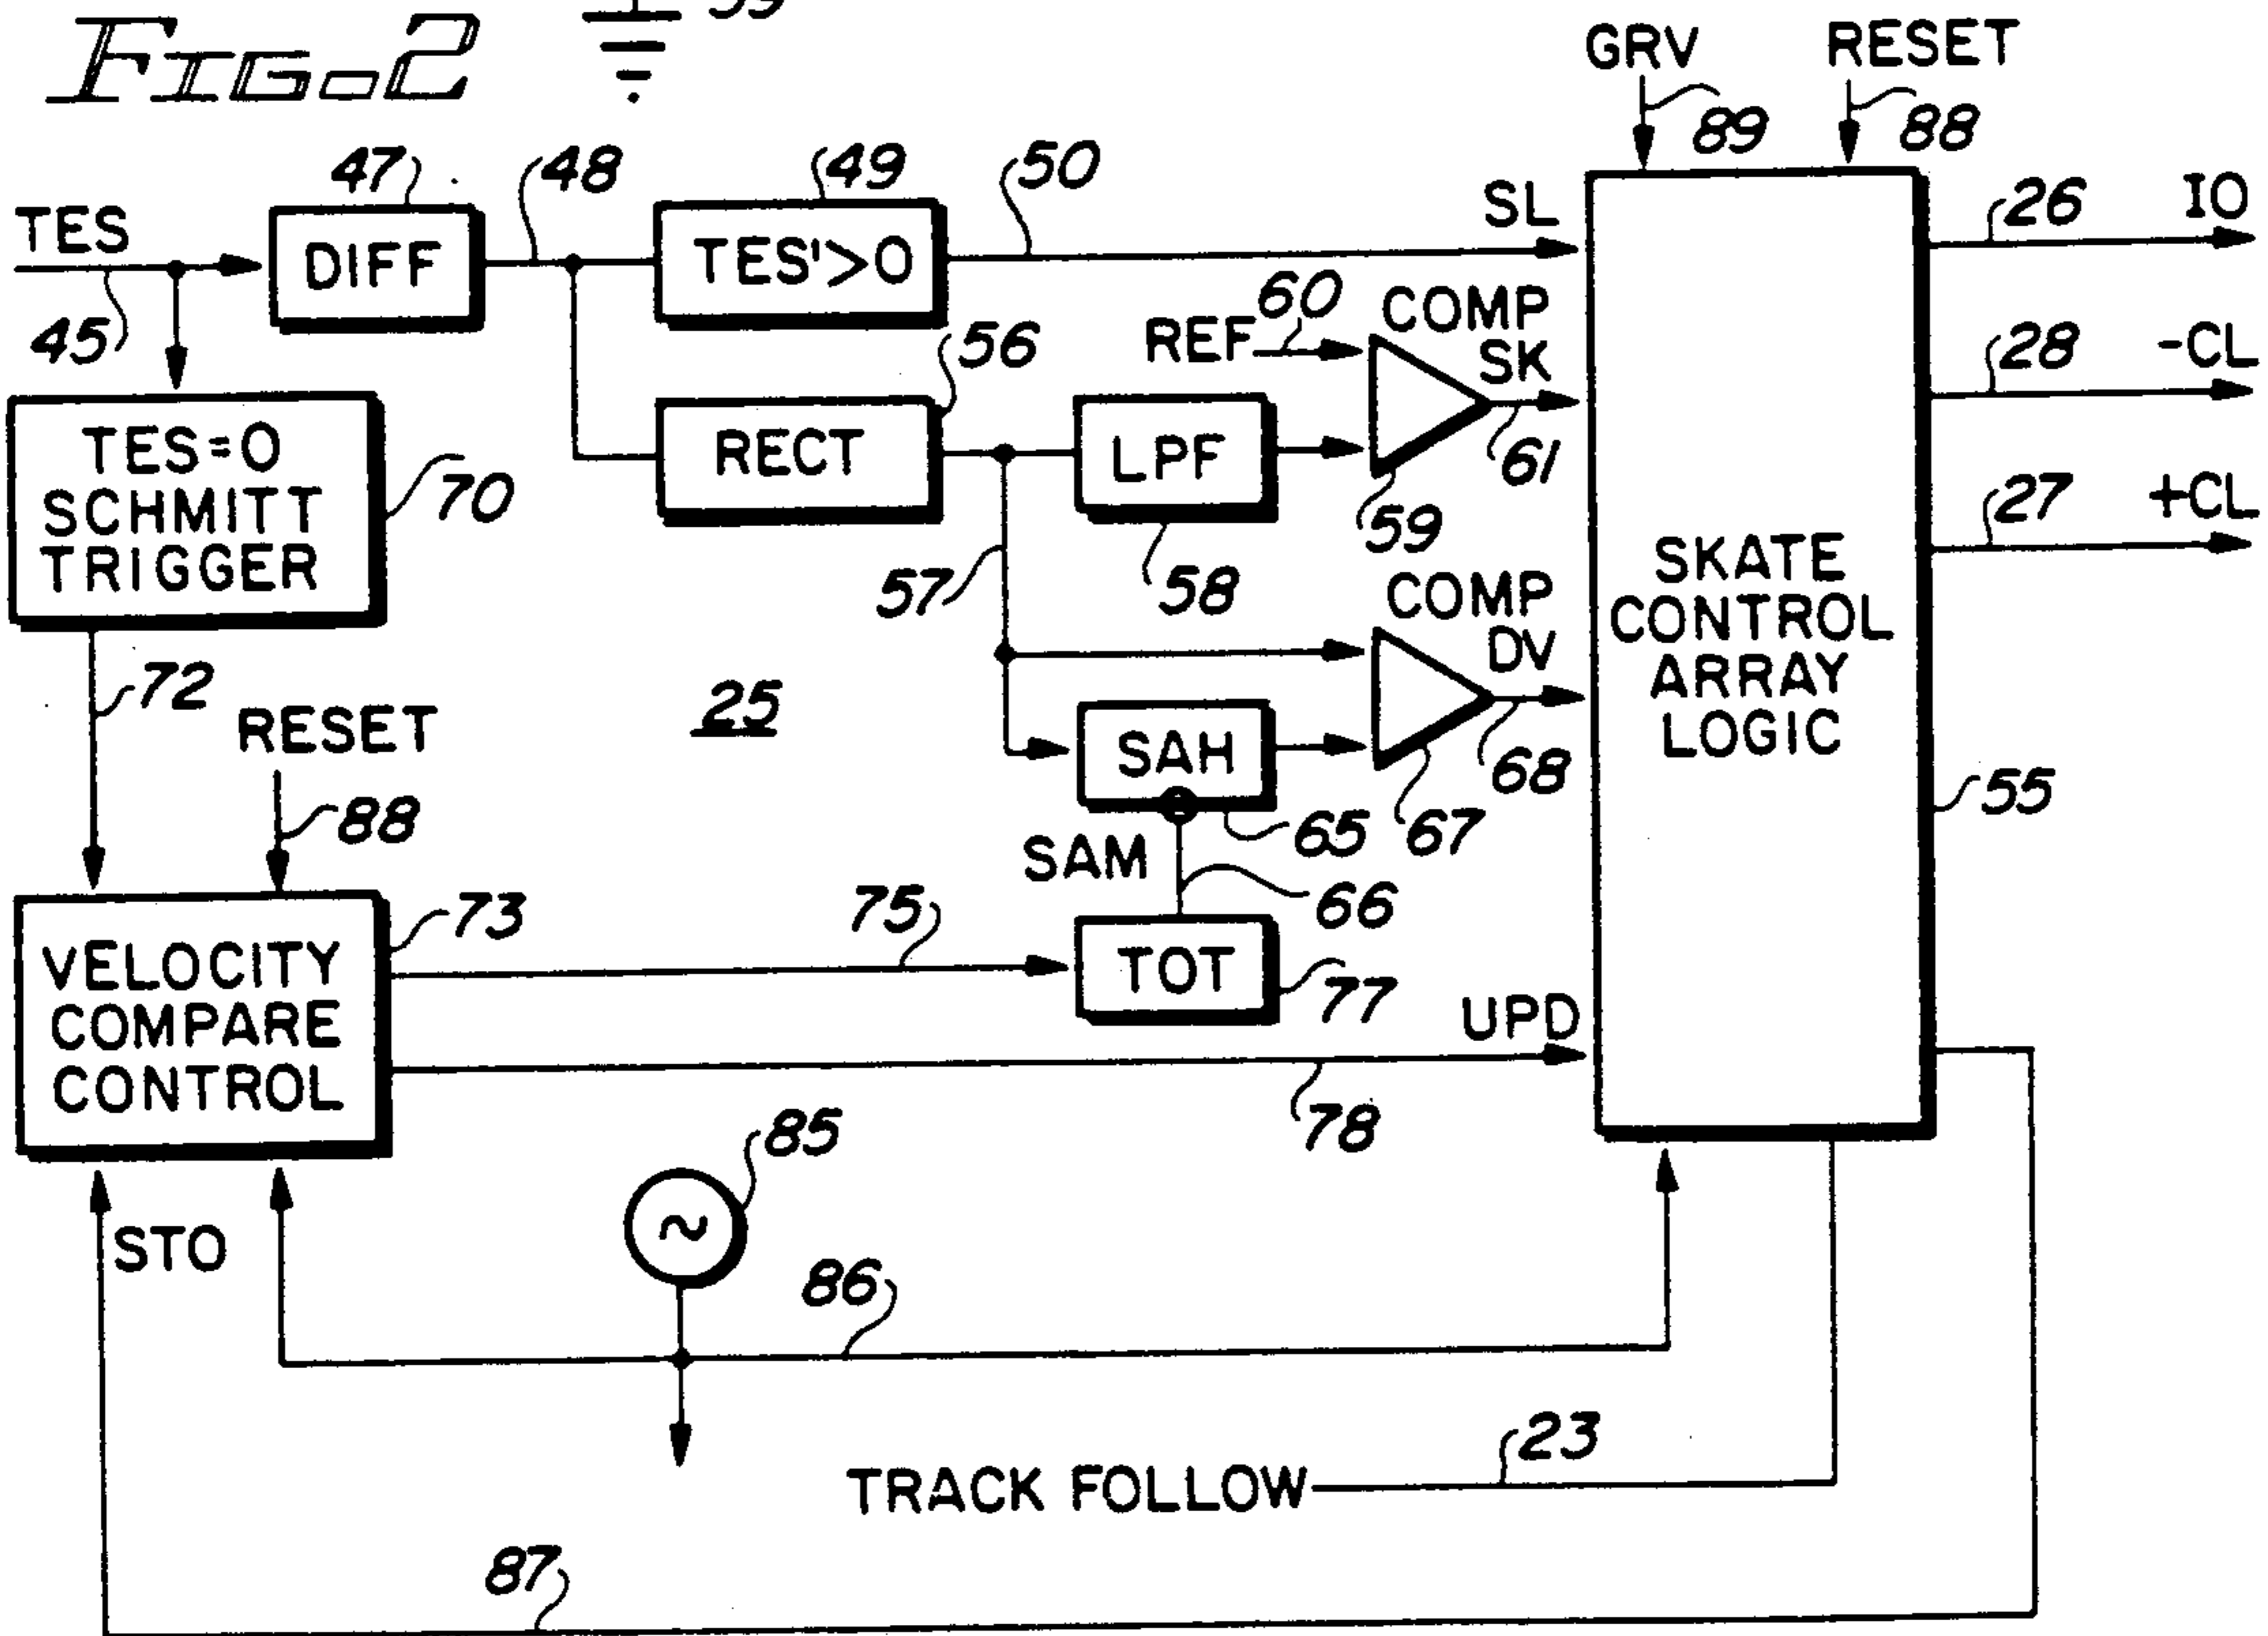 FIG. 2
GRV
RESET
89
88
47
48
49
50
SL
26
IO
TES
DIFF
TES'>0
45
REF
60
COMP
SK
28
-CL
56
TES=0
SCHMITT
TRIGGER
70
RECT
LPF
61
27
+CL
59
57
58
COMP
DV
SKATE
CONTROL
ARRAY
LOGIC
72
RESET
25
SAH
68
55
88
65
67
SAM
66
73
75
VELOCITY
COMPARE
CONTROL
TOT
77
UPD
78
85
STO
86
23
TRACK FOLLOW
87